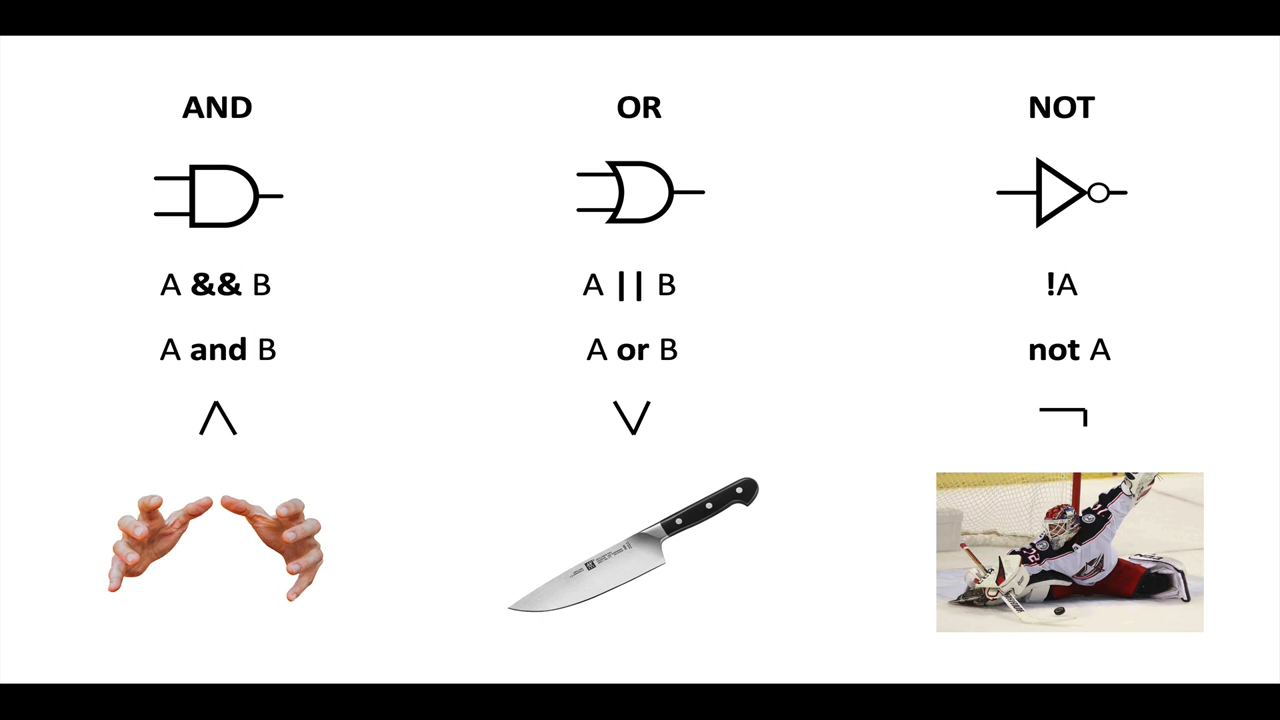 AND OR NOT
A && B A || B !A
A and B A or B not A
∧ ∨ ¬